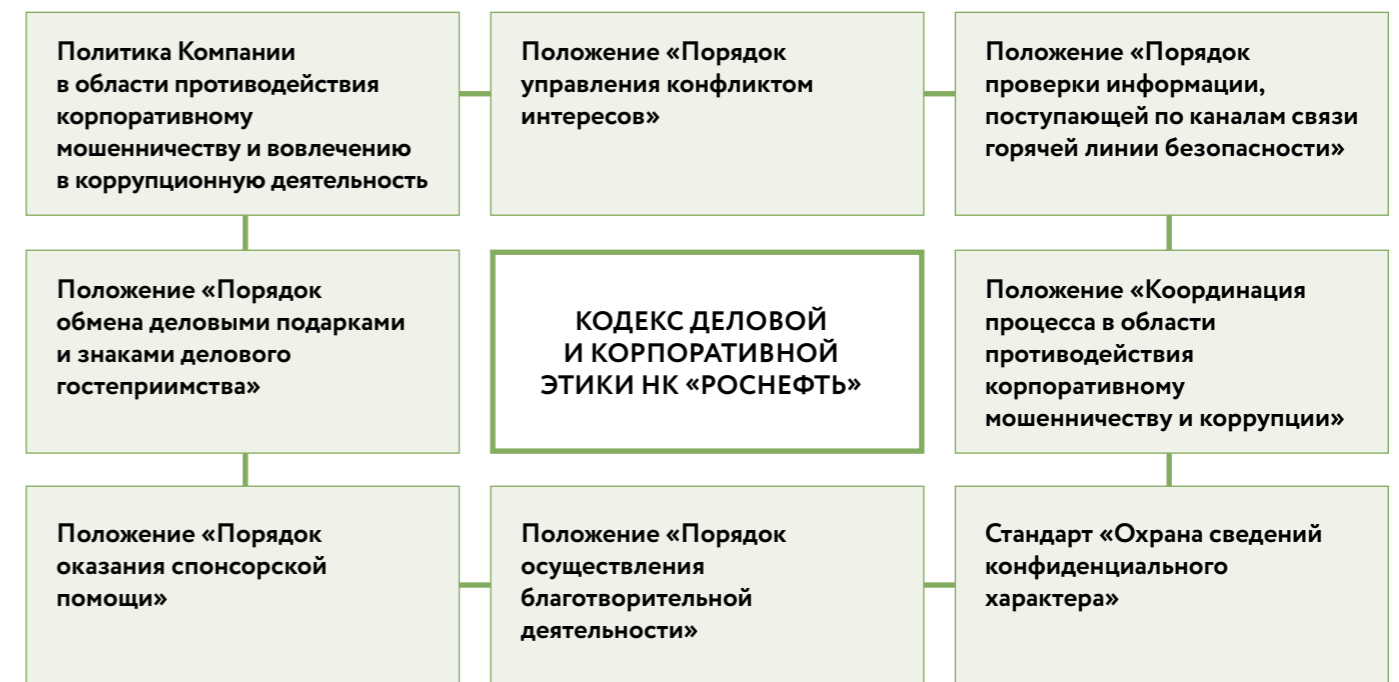 Политика Компании
в области противодействия
корпоративному
мошенничеству и вовлечению
в коррупционную деятельность
Положение «Порядок
управления конфликтом
интересов»
Положение «Порядок
проверки информации,
поступающей по каналам связи
горячей линии безопасности»
Положение «Порядок
обмена деловыми подарками
и знаками делового
гостеприимства»
КОДЕКС ДЕЛОВОЙ
И КОРПОРАТИВНОЙ
ЭТИКИ НК «РОСНЕФТЬ»
Положение «Координация
процесса в области
противодействия
корпоративному
мошенничеству и коррупции»
Положение «Порядок
оказания спонсорской
помощи»
Положение «Порядок
осуществления
благотворительной
деятельности»
Стандарт «Охрана сведений
конфиденциального
характера»